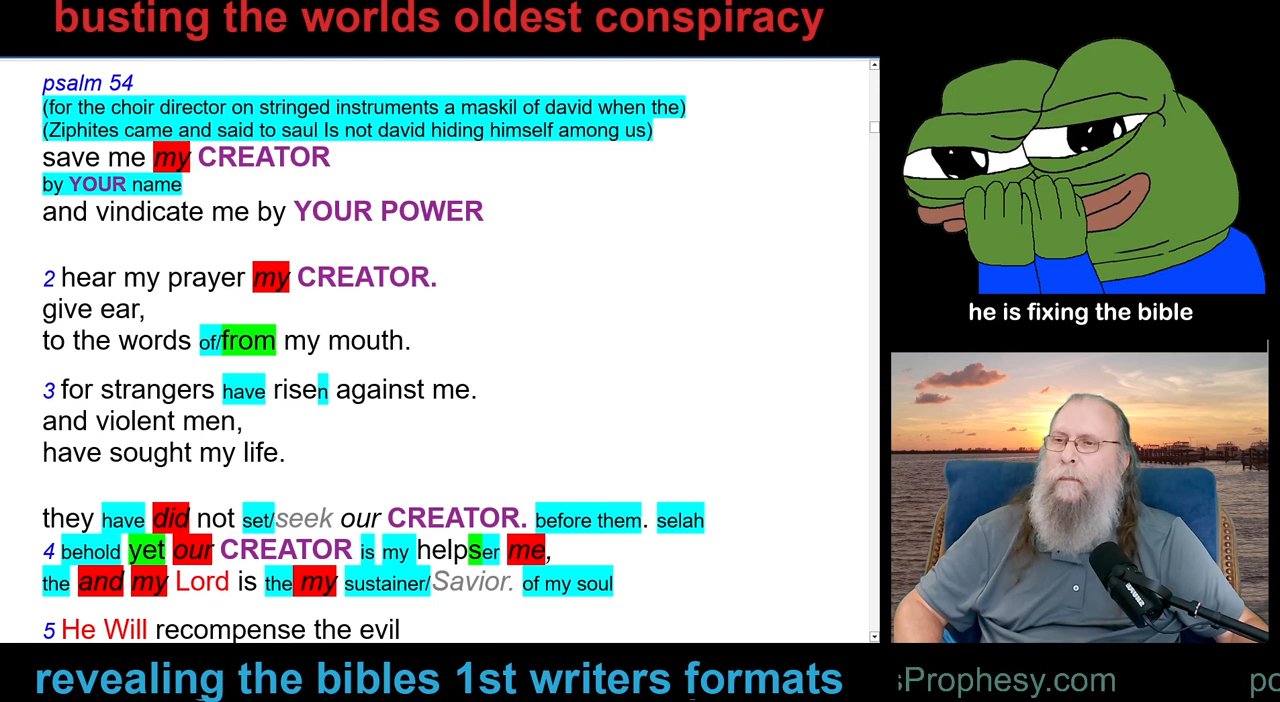 busting the worlds oldest conspiracy
psalm 54
(for the choir director on stringed instruments a maskil of david when the)
(Ziphites came and said to saul Is not david hiding himself among us)
save me my CREATOR
by YOUR name
and vindicate me by YOUR POWER
2 hear my prayer my CREATOR.
give ear,
to the words of/from my mouth.
3 for strangers have risen against me.
and violent men,
have sought my life.
they have did not set/seek our CREATOR. before them. selah
4 behold yet our CREATOR is my helpser me,
the and my Lord is the my sustainer/Savior. of my soul
5 He Will recompense the evil
he is fixing the bible
revealing the bibles 1st writers formats
sProphesy.com po